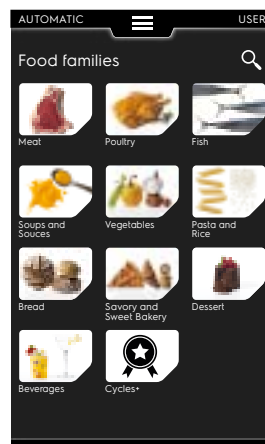 AUTOMATIC USER
Food families
Meat Poultry Fish
Soups and
Souces
Vegetables
Pasta and
Rice
Bread
Savory and
Sweet Bakery
Dessert
Beverages Cycles+